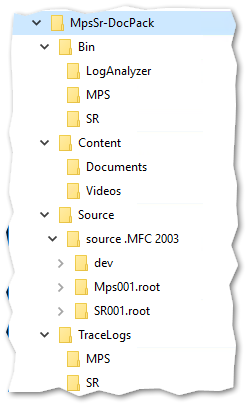 MpsSr-DocPack
Bin
LogAnalyzer
MPS
SR
Content
Documents
Videos
Source
source .MFC 2003
dev
Mps001.root
SR001.root
TraceLogs
MPS
SR